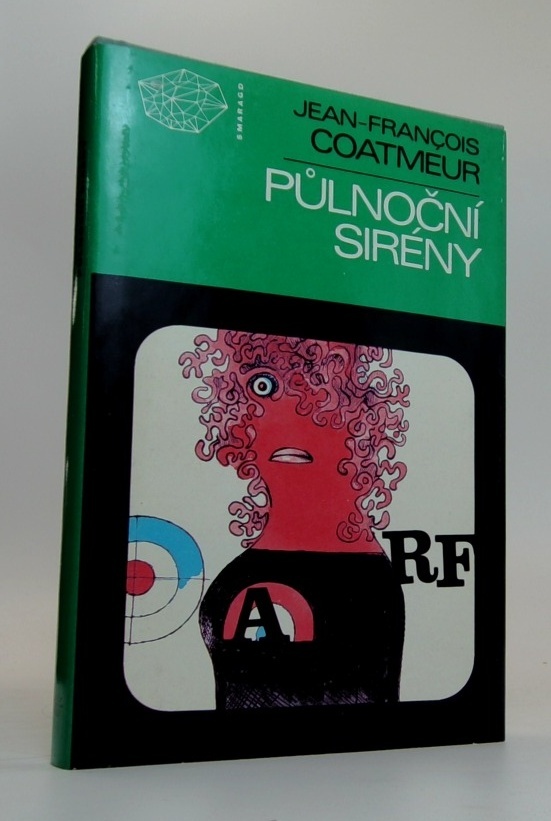 SMARAGD
JEAN-FRANÇOIS
COATMEUR
PŮLNOČNÍ
SIRÉNY
RF
A